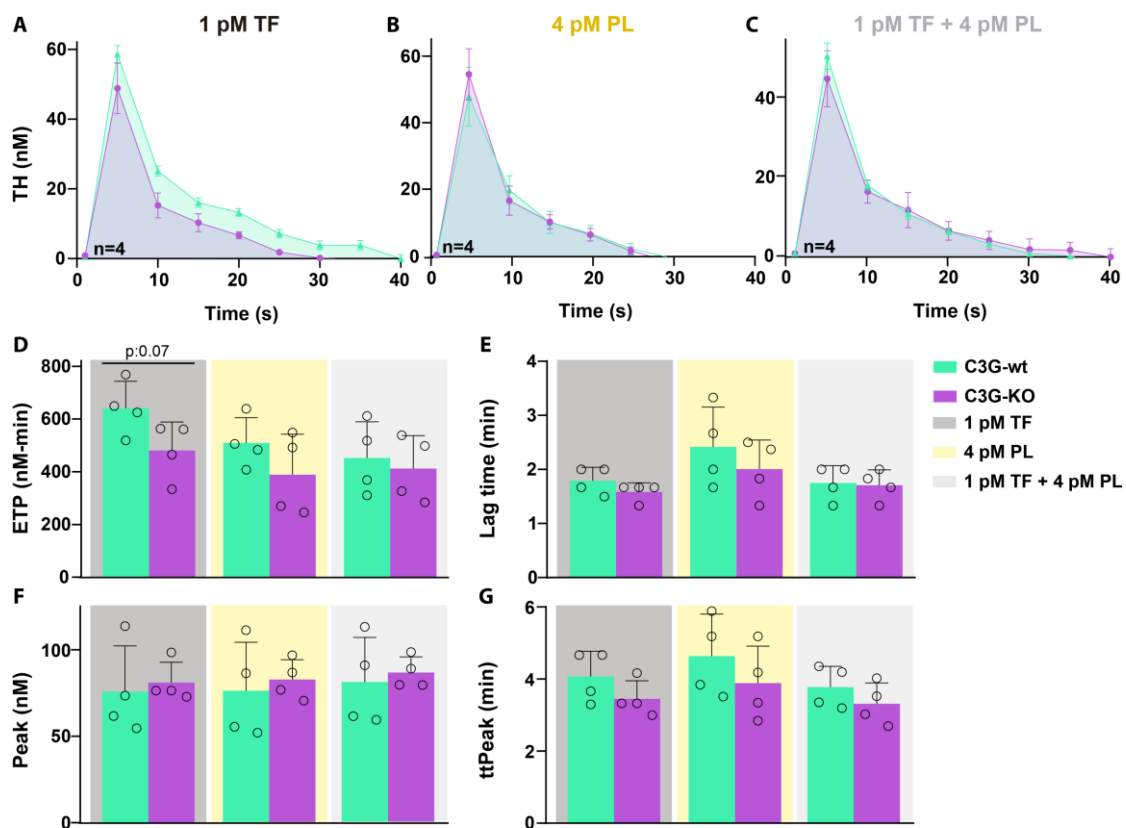 A 1 pM TF
B 4 pM PL
C 1 pM TF + 4 pM PL
TH (nM)
60
40
20
0
n=4
0 10 20 30 40
Time (s)
60
40
20
0
n=4
0 10 20 30 40
Time (s)
40
20
0
n=4
0 10 20 30 40
Time (s)
D
ETP (nM-min)
800
600
400
200
0
p:0.07
E
Lag time (min)
4
3
2
1
0
C3G-wt
C3G-KO
1 pM TF
4 pM PL
1 pM TF + 4 pM PL
F
Peak (nM)
100
50
0
G
ttPeak (min)
6
4
2
0